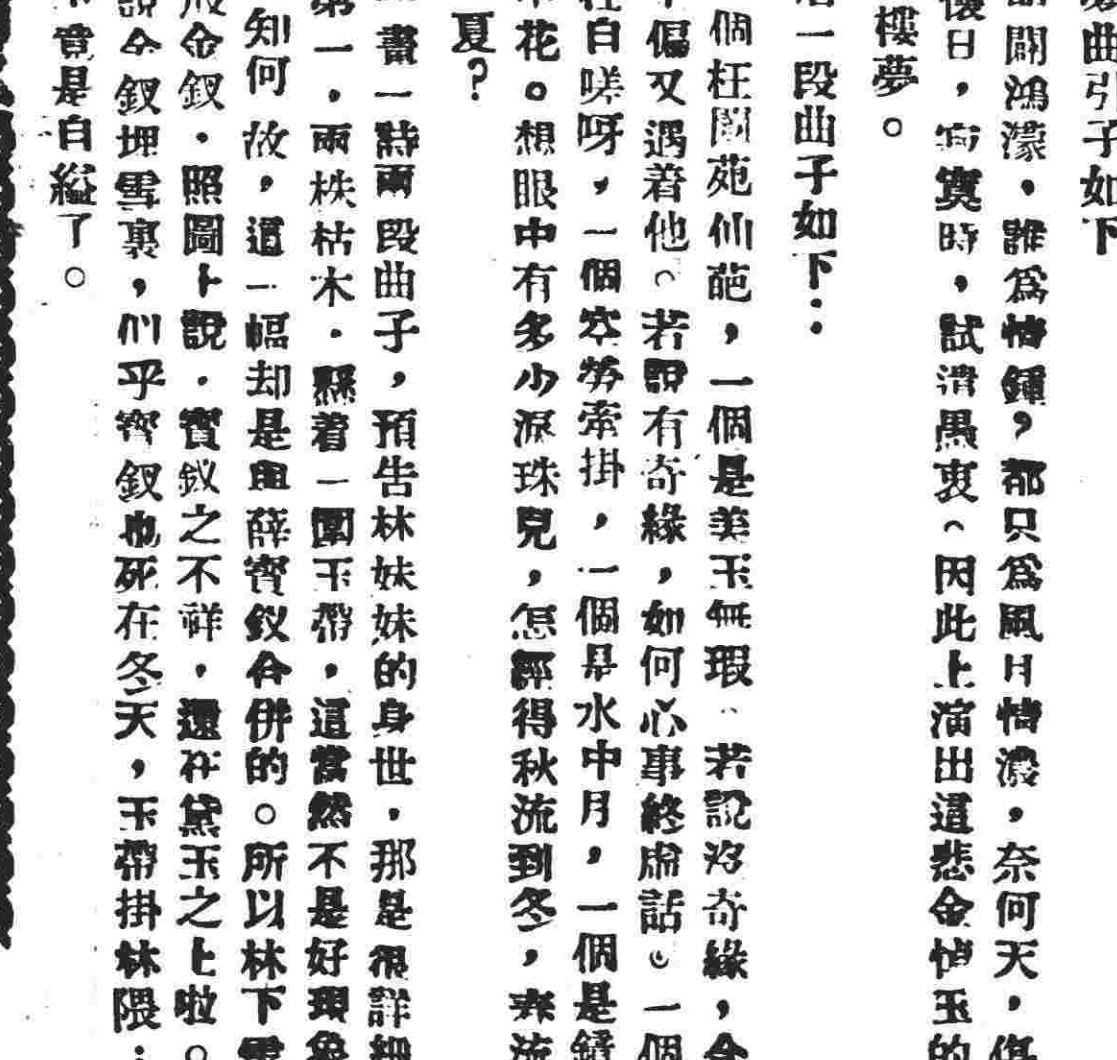 曲引子如下
開鴻濛，誰爲情鍾，都只爲風月情濃，奈何天，傷
懷日，寂寞時，試遣愚衷。因此上演出這悲金悼玉的
樓夢。
一段曲子如下：
個枉閬苑仙葩，一個是美玉無瑕。若說沒奇緣，今
偏又遇着他。若說有奇緣，如何心事終虛話。一個
枉自嗟呀，一個空勞牽掛，一個是水中月，一個是鏡
花。想眼中有多少淚珠兒，怎經得秋流到冬，春流
夏？
畫一詩兩段曲子，預告林妹妹的身世，那是很詳細
第一，兩株枯木，懸着一圍玉帶，這當然不是好現象
知何故，這一幅却是與薛寶釵合併的。所以林下雪
金釵，照圖上說，寶釵之不祥，還在黛玉之上啦。
說金釵埋雪裏，似乎寶釵也死在冬天，玉帶掛林隈：
竟是自縊了。